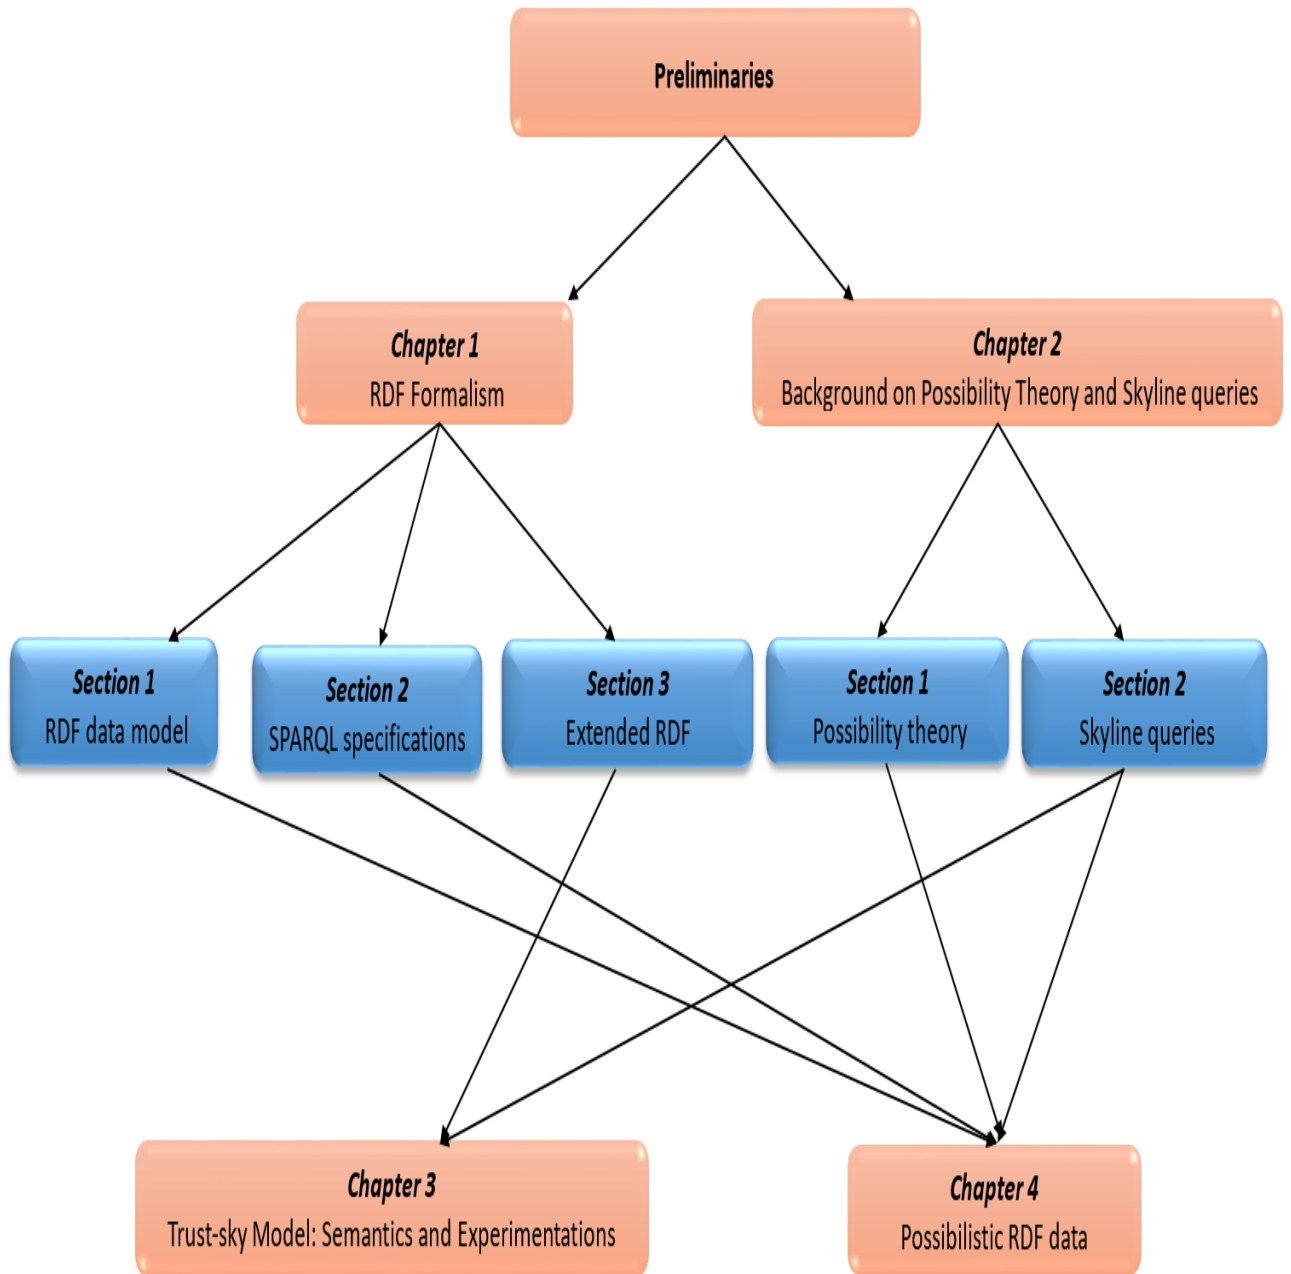 Preliminaries
Chapter 1
RDF Formalism
Chapter 2
Background on Possibility Theory and Skyline queries
Section 1
RDF data model
Section 2
SPARQL specifications
Section 3
Extended RDF
Section 1
Possibility theory
Section 2
Skyline queries
Chapter 3
Trust-sky Model: Semantics and Experimentations
Chapter 4
Possibilistic RDF data